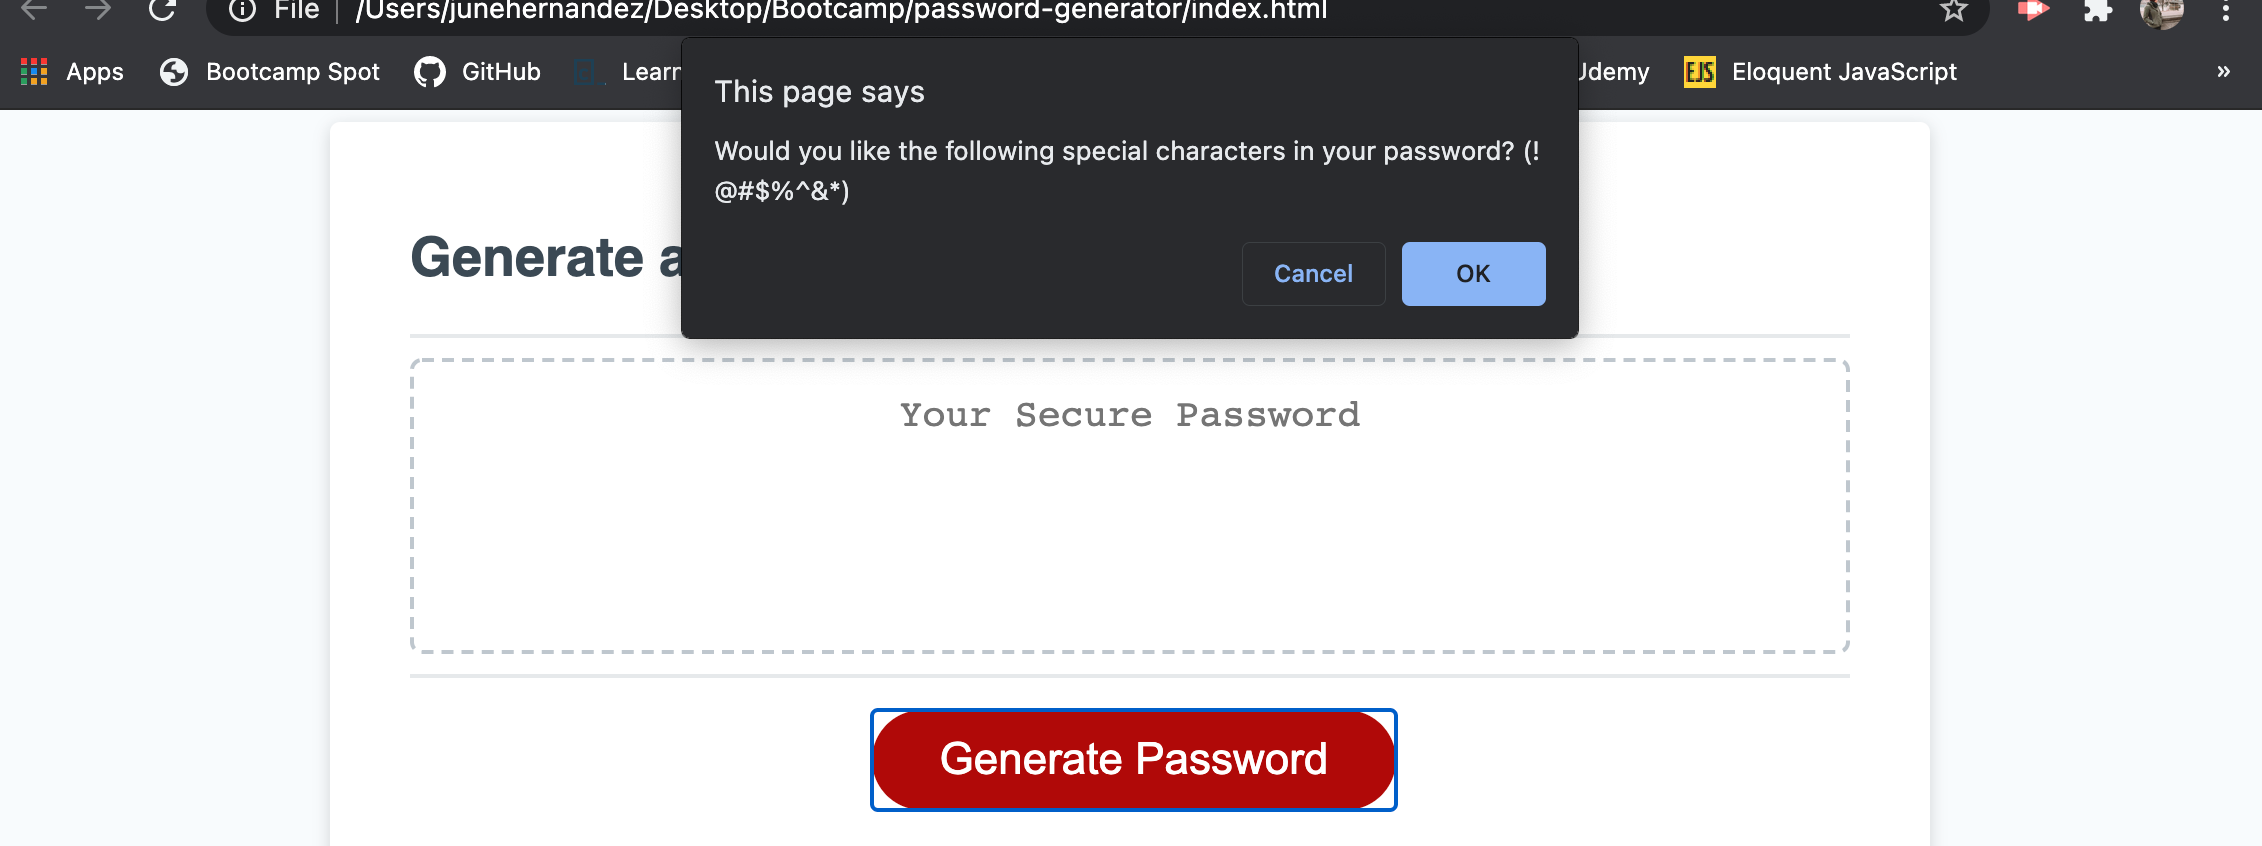 File /Users/junehernandez/Desktop/Bootcamp/password-generator/index.html
Apps Bootcamp Spot GitHub Learn Udemy EJS Eloquent JavaScript »
This page says
Would you like the following special characters in your password? (!
@#$%^&*)
Cancel OK
Generate a
Your Secure Password
Generate Password